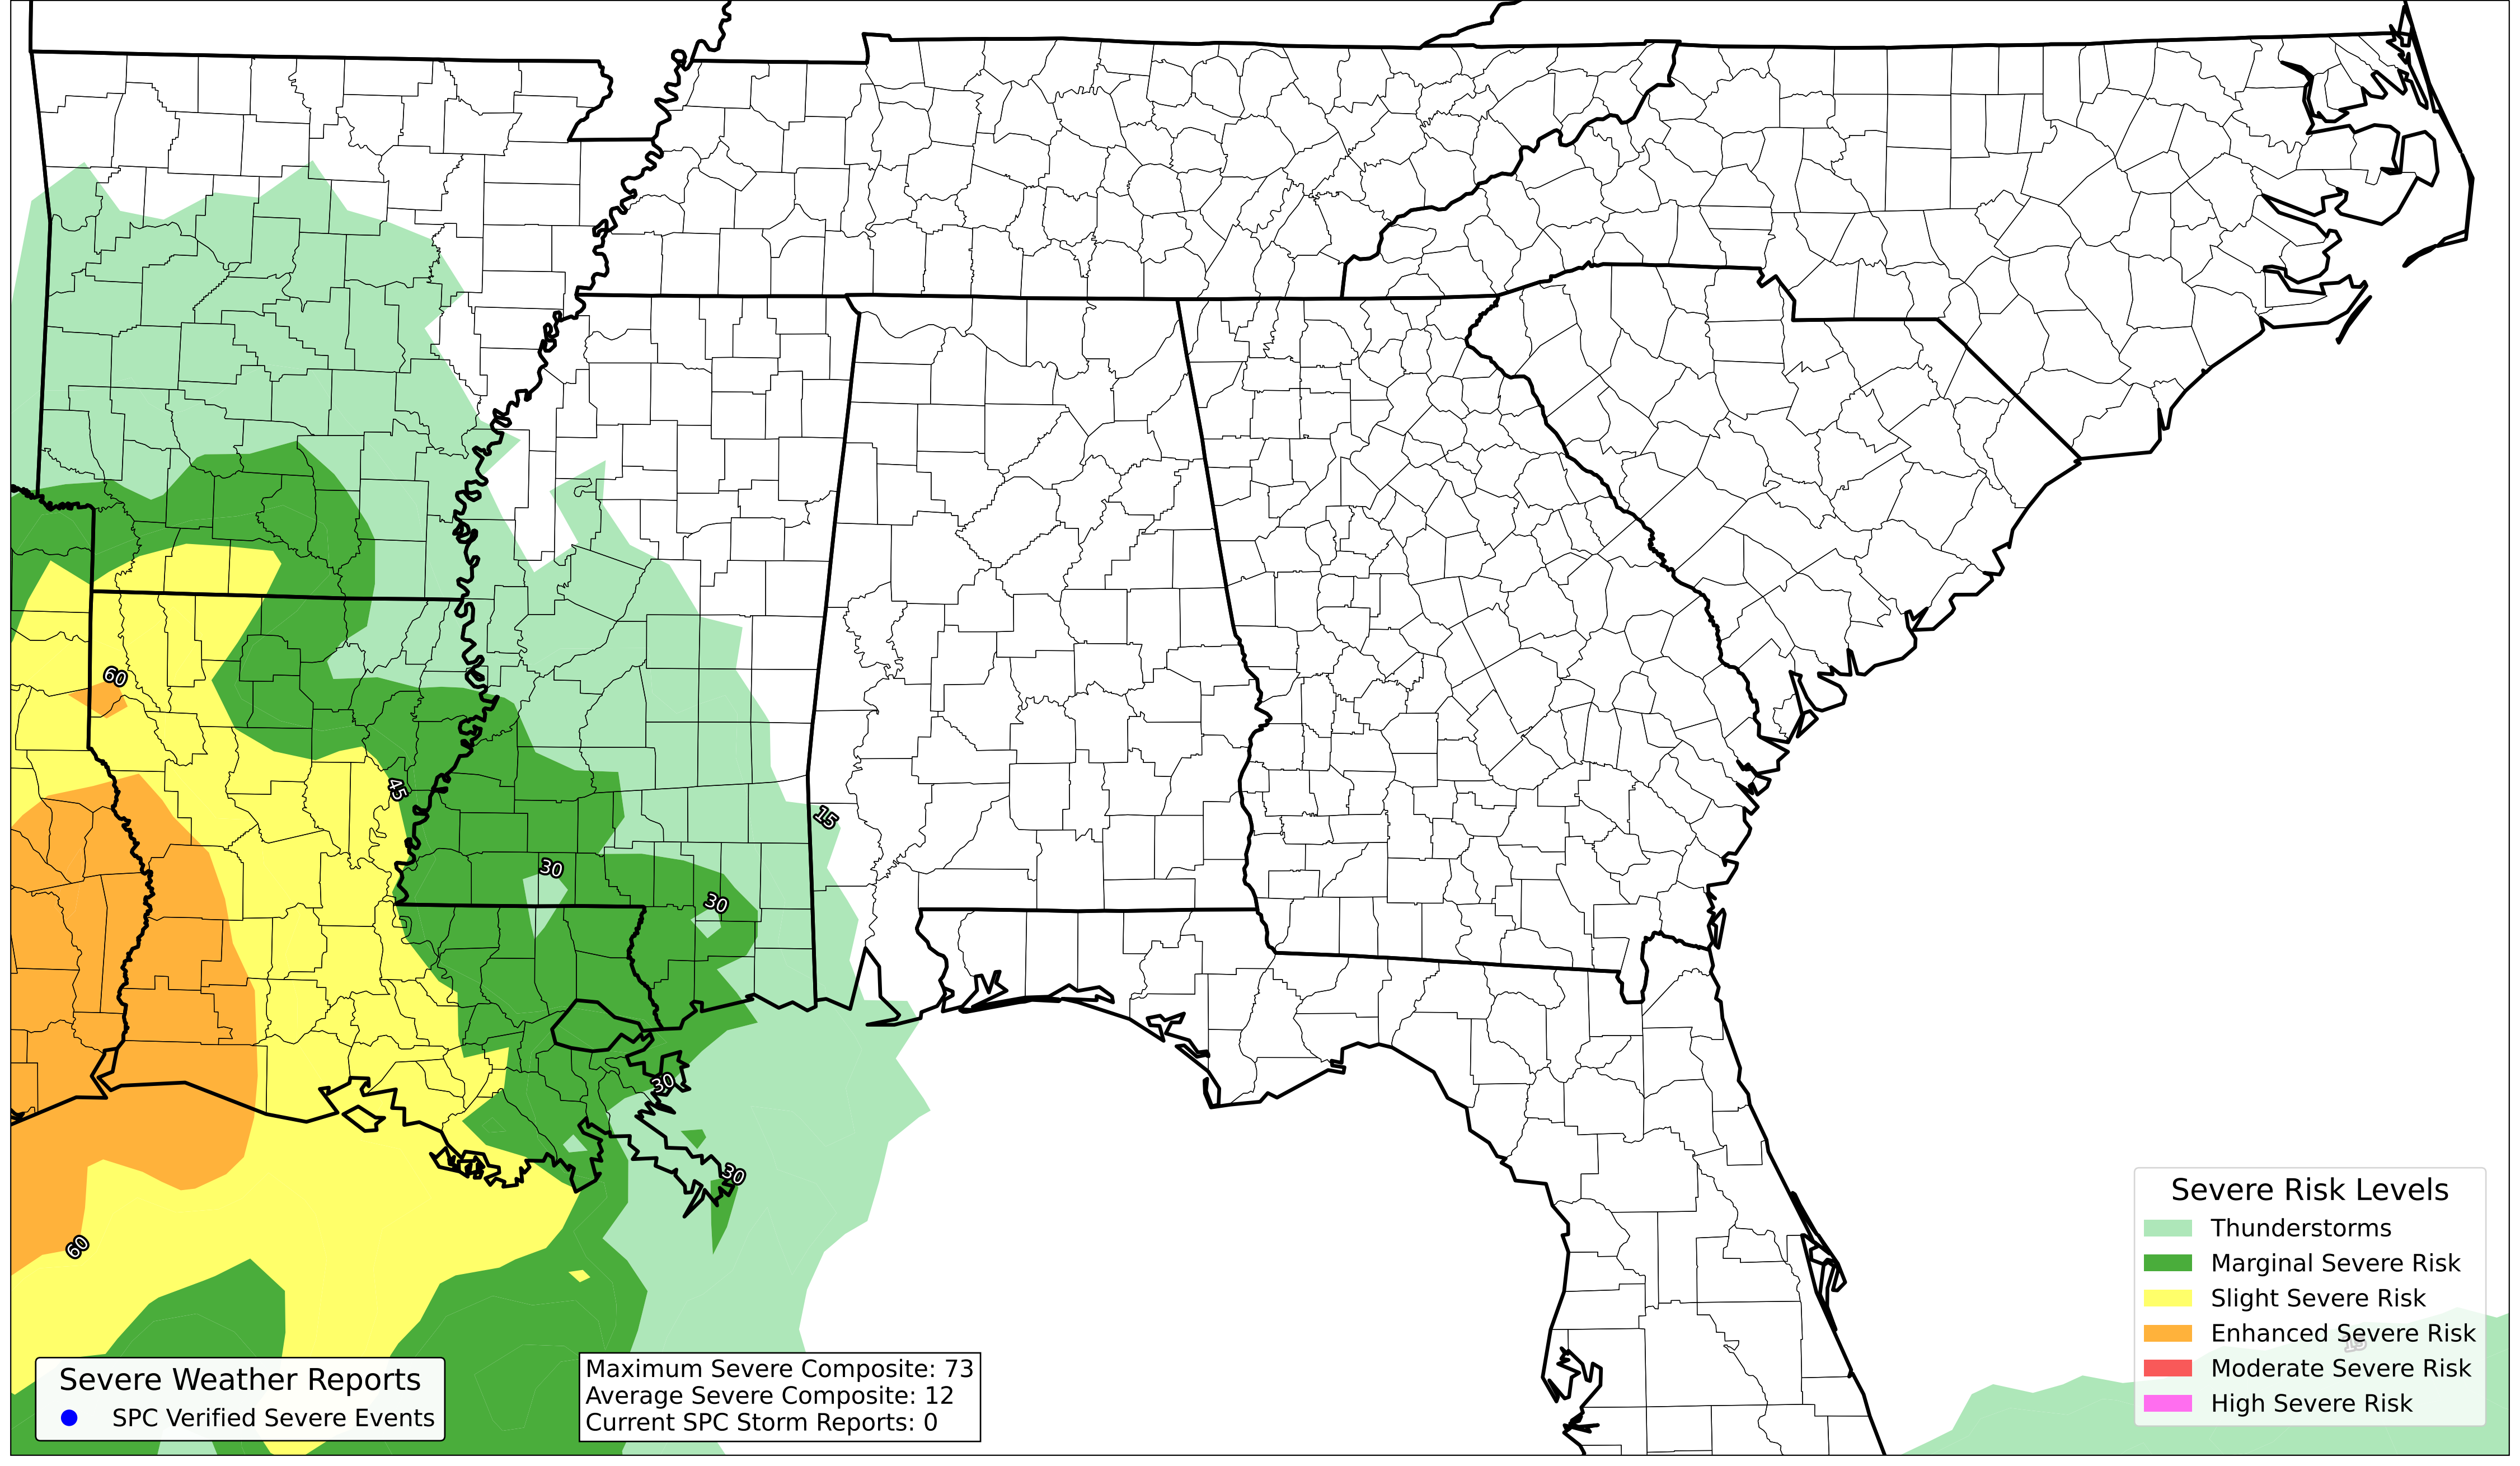 60
45
15
30
30
30
30
60
15
Severe Risk Levels
Thunderstorms
Marginal Severe Risk
Slight Severe Risk
Enhanced Severe Risk
Moderate Severe Risk
High Severe Risk
Severe Weather Reports
SPC Verified Severe Events
Maximum Severe Composite: 73
Average Severe Composite: 12
Current SPC Storm Reports: 0